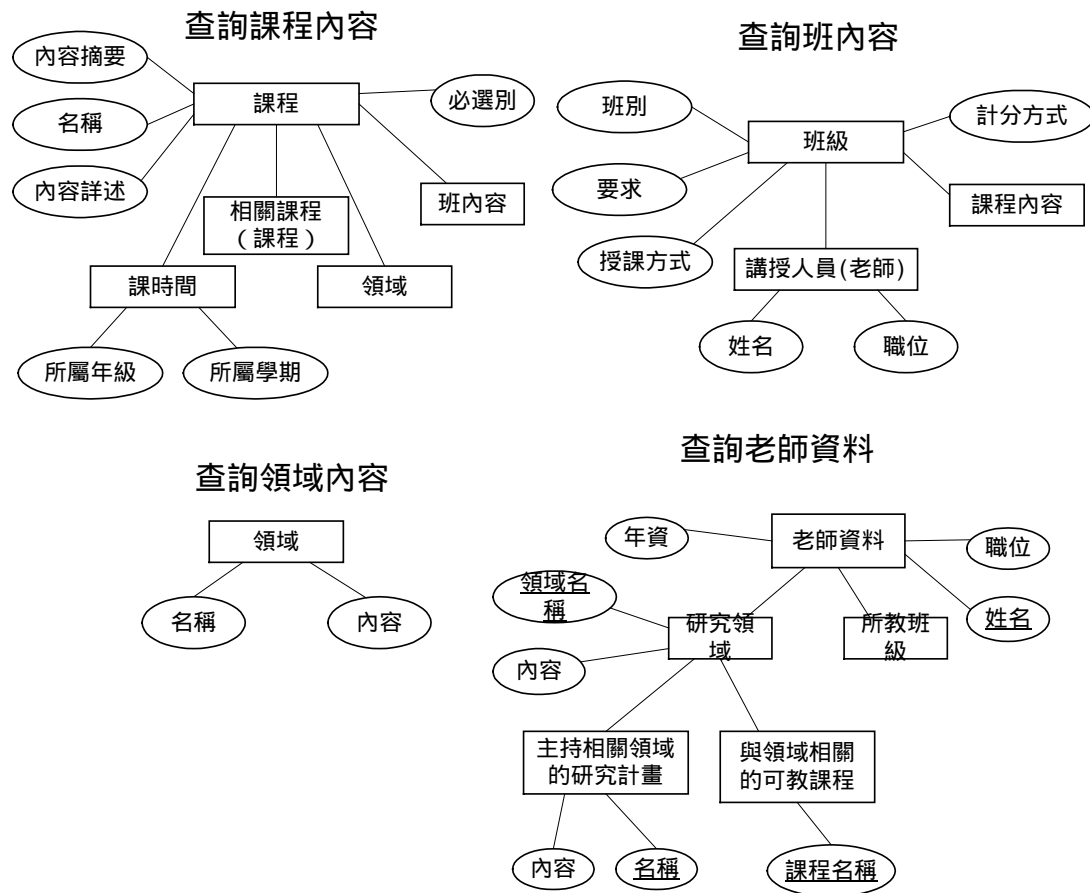 查詢課程內容
內容摘要
課程
必選別
名稱
內容詳述
班內容
相關課程
(課程)
課時間
領域
所屬年級
所屬學期
查詢班內容
班別
計分方式
班級
要求
課程內容
授課方式
講授人員(老師)
姓名
職位
查詢領域內容
領域
名稱
內容
查詢老師資料
年資
老師資料
職位
領域名
稱
姓名
研究領
域
所教班
級
內容
主持相關領域
的研究計畫
與領域相關
的可教課程
內容
名稱
課程名稱